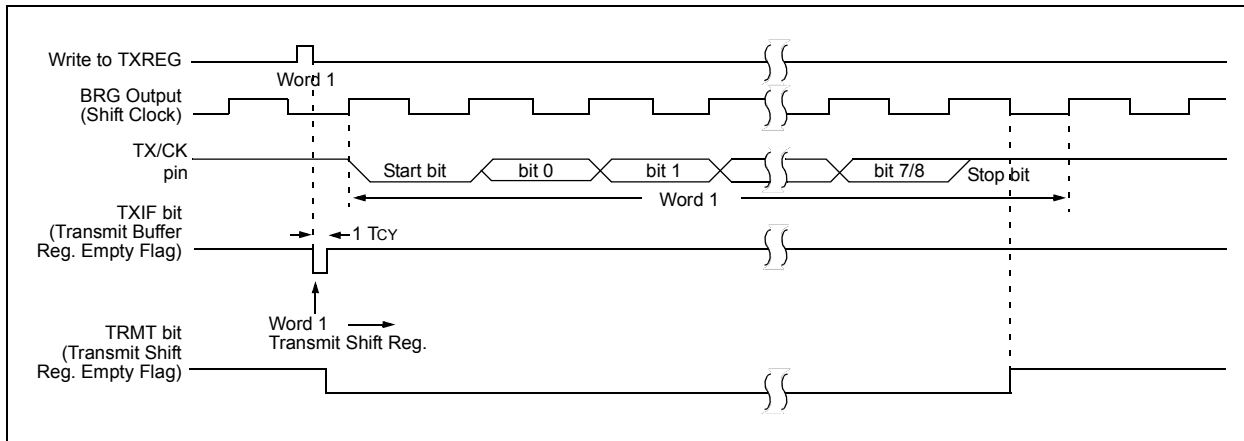 Write to TXREG
Word 1
BRG Output
(Shift Clock)
TX/CK
pin
Start bit
bit 0
bit 1
bit 7/8
Stop bit
Word 1
TXIF bit
(Transmit Buffer
Reg. Empty Flag)
1 TCY
Word 1
Transmit Shift Reg.
TRMT bit
(Transmit Shift
Reg. Empty Flag)